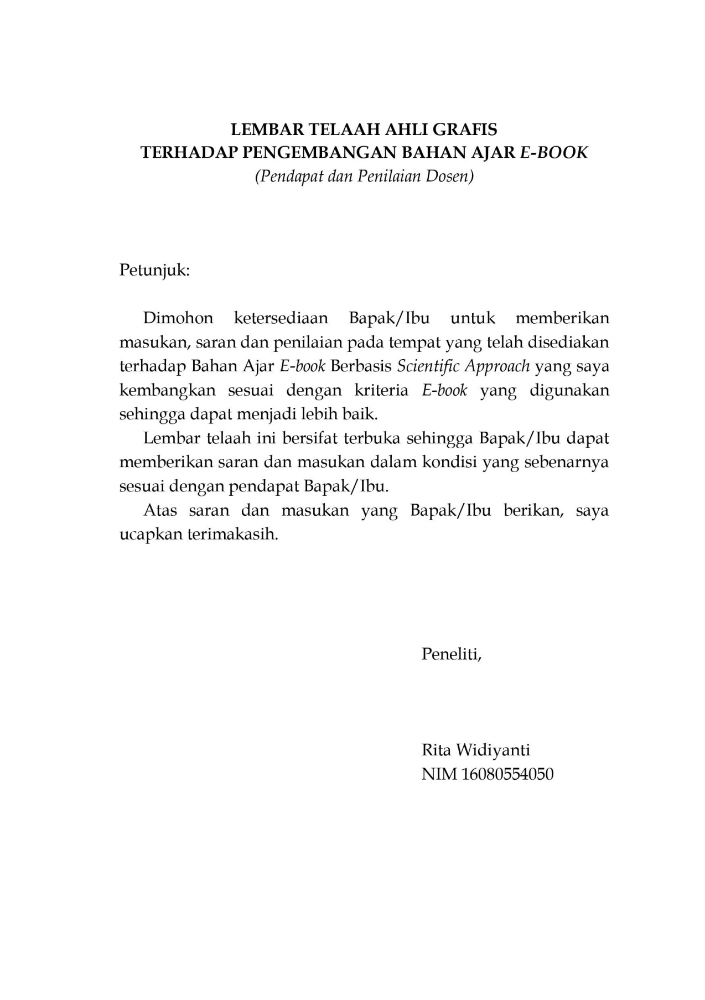 LEMBAR TELAAH AHLI GRAFIS
TERHADAP PENGEMBANGAN BAHAN AJAR E-BOOK
(Pendapat dan Penilaian Dosen)
Petunjuk:
Dimohon ketersediaan Bapak/Ibu untuk memberikan
masukan, saran dan penilaian pada tempat yang telah disediakan
terhadap Bahan Ajar E-book Berbasis Scientific Approach yang saya
kembangkan sesuai dengan kriteria E-book yang digunakan
sehingga dapat menjadi lebih baik.
Lembar telaah ini bersifat terbuka sehingga Bapak/Ibu dapat
memberikan saran dan masukan dalam kondisi yang sebenarnya
sesuai dengan pendapat Bapak/Ibu.
Atas saran dan masukan yang Bapak/Ibu berikan, saya
ucapkan terimakasih.
Peneliti,
Rita Widiyanti
NIM 16080554050